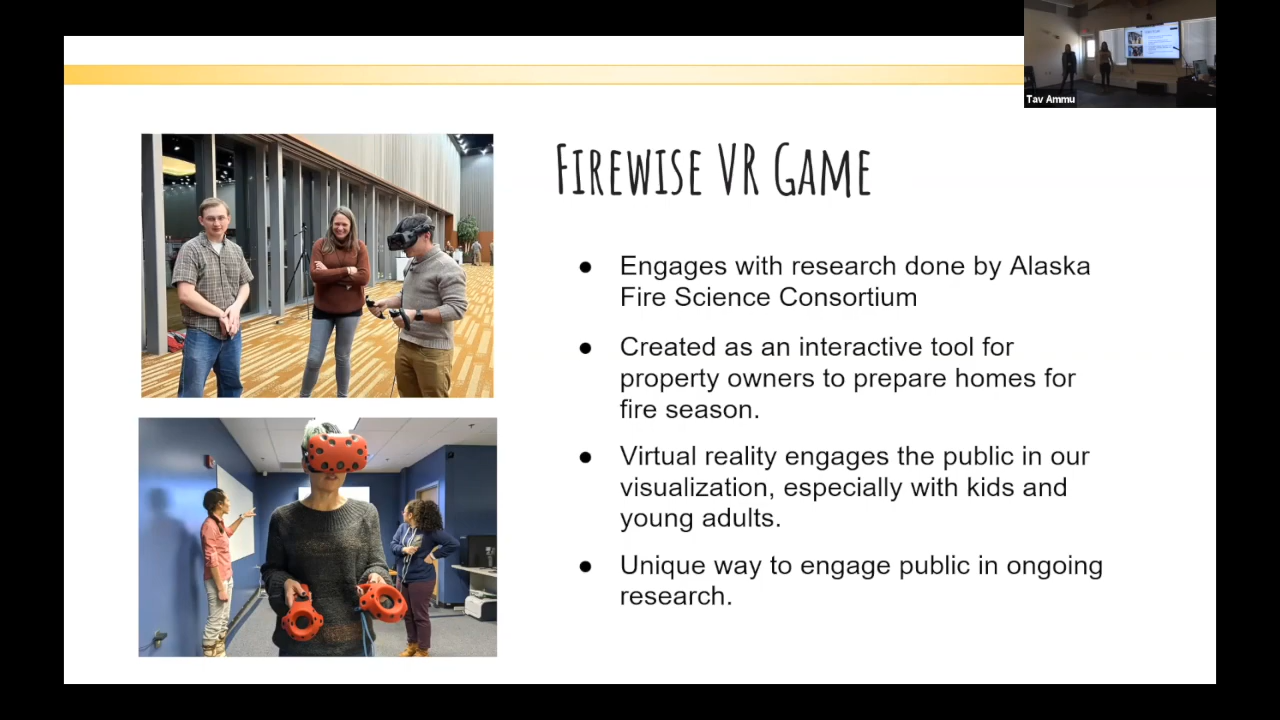 Tav Ammu
FIREWISE VR GAME
● Engages with research done by Alaska
Fire Science Consortium
● Created as an interactive tool for
property owners to prepare homes for
fire season.
● Virtual reality engages the public in our
visualization, especially with kids and
young adults.
● Unique way to engage public in ongoing
research.